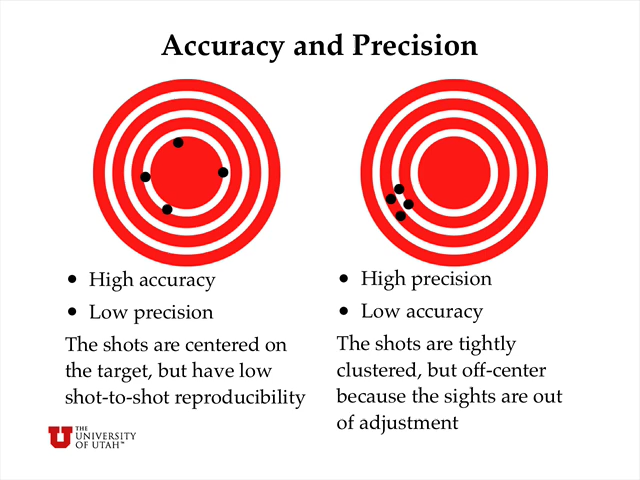 Accuracy and Precision
• High accuracy
• Low precision
The shots are centered on
the target, but have low
shot-to-shot reproducibility
• High precision
• Low accuracy
The shots are tightly
clustered, but off-center
because the sights are out
of adjustment
U
THE
UNIVERSITY
OF UTAH™